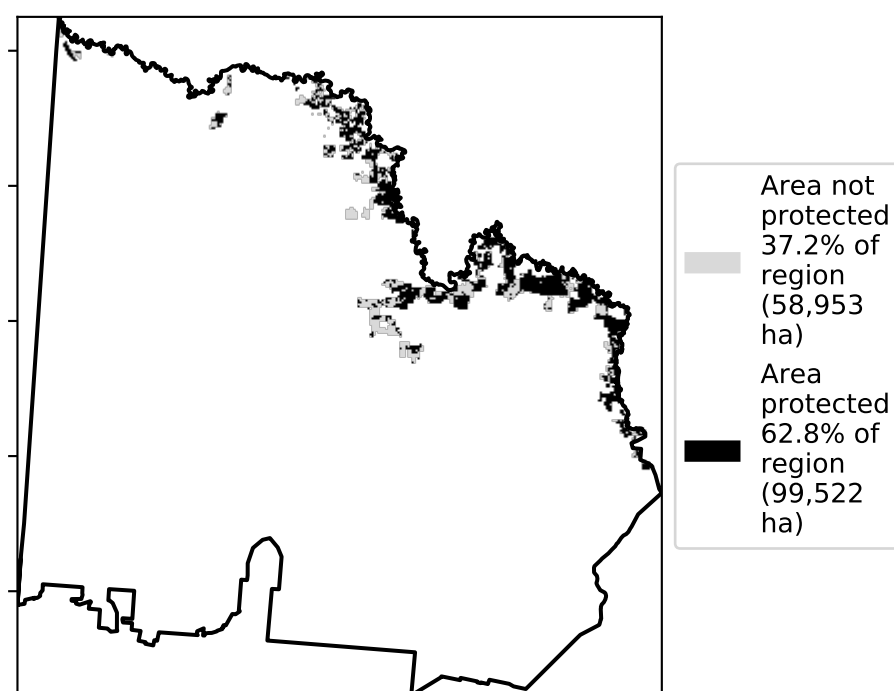 Area not
protected
37.2% of
region
(58,953
ha)
Area
protected
62.8% of
region
(99,522
ha)